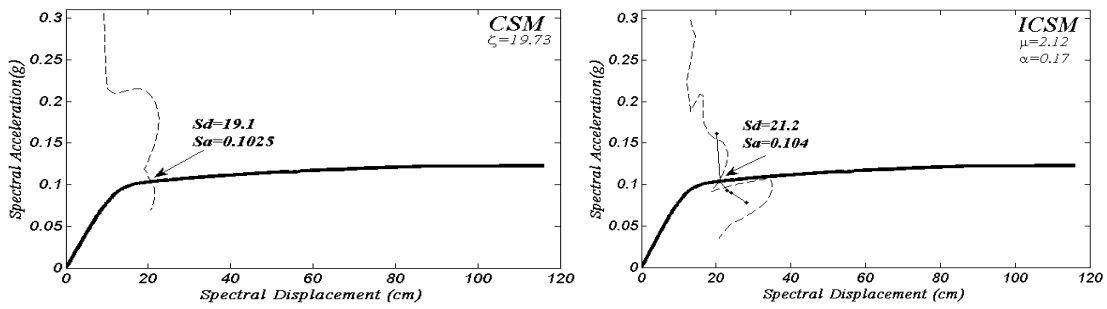 CSM
ζ=19.73
0.3
0.25
0.2
0.15
0.1
0.05
0
Spectral Acceleration(g)
Sd=19.1
Sa=0.1025
0 20 40 60 80 100 120
Spectral Displacement (cm)
ICSM
μ=2.12
α=0.17
0.3
0.25
0.2
0.15
0.1
0.05
0
Spectral Acceleration(g)
Sd=21.2
Sa=0.104
0 20 40 60 80 100 120
Spectral Displacement (cm)